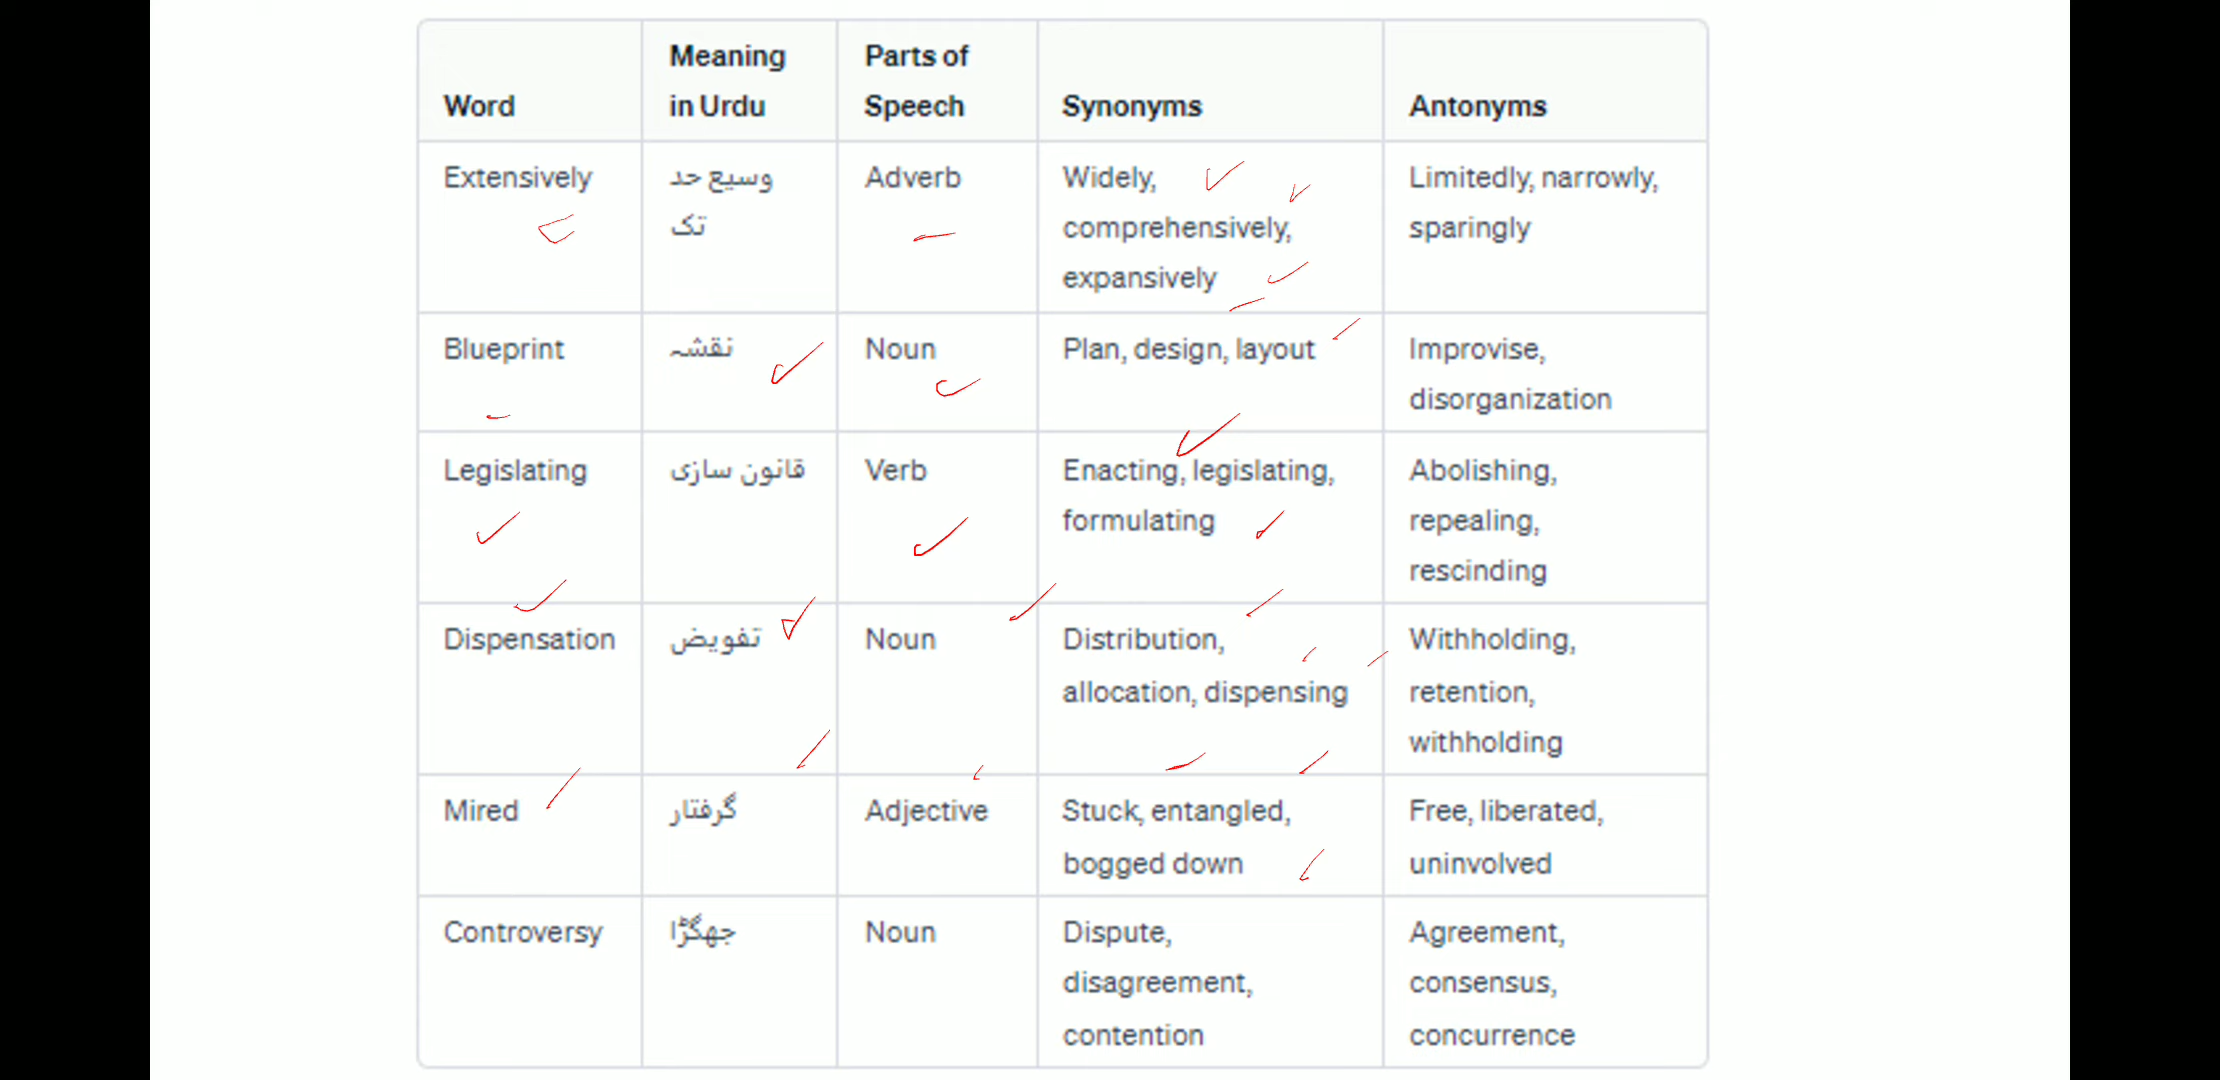 Word
Meaning
in Urdu
Parts of
Speech
Synonyms
Antonyms
Extensively
وسیع حد
تک
Adverb
Widely,
comprehensively,
expansively
Limitedly, narrowly,
sparingly
Blueprint
نقشہ
Noun
Plan, design, layout
Improvise,
disorganization
Legislating
قانون سازی
Verb
Enacting, legislating,
formulating
Abolishing,
repealing,
rescinding
Dispensation
تفویض
Noun
Distribution,
allocation, dispensing
Withholding,
retention,
withholding
Mired
گرفتار
Adjective
Stuck, entangled,
bogged down
Free, liberated,
uninvolved
Controversy
جھگڑا
Noun
Dispute,
disagreement,
contention
Agreement,
consensus,
concurrence